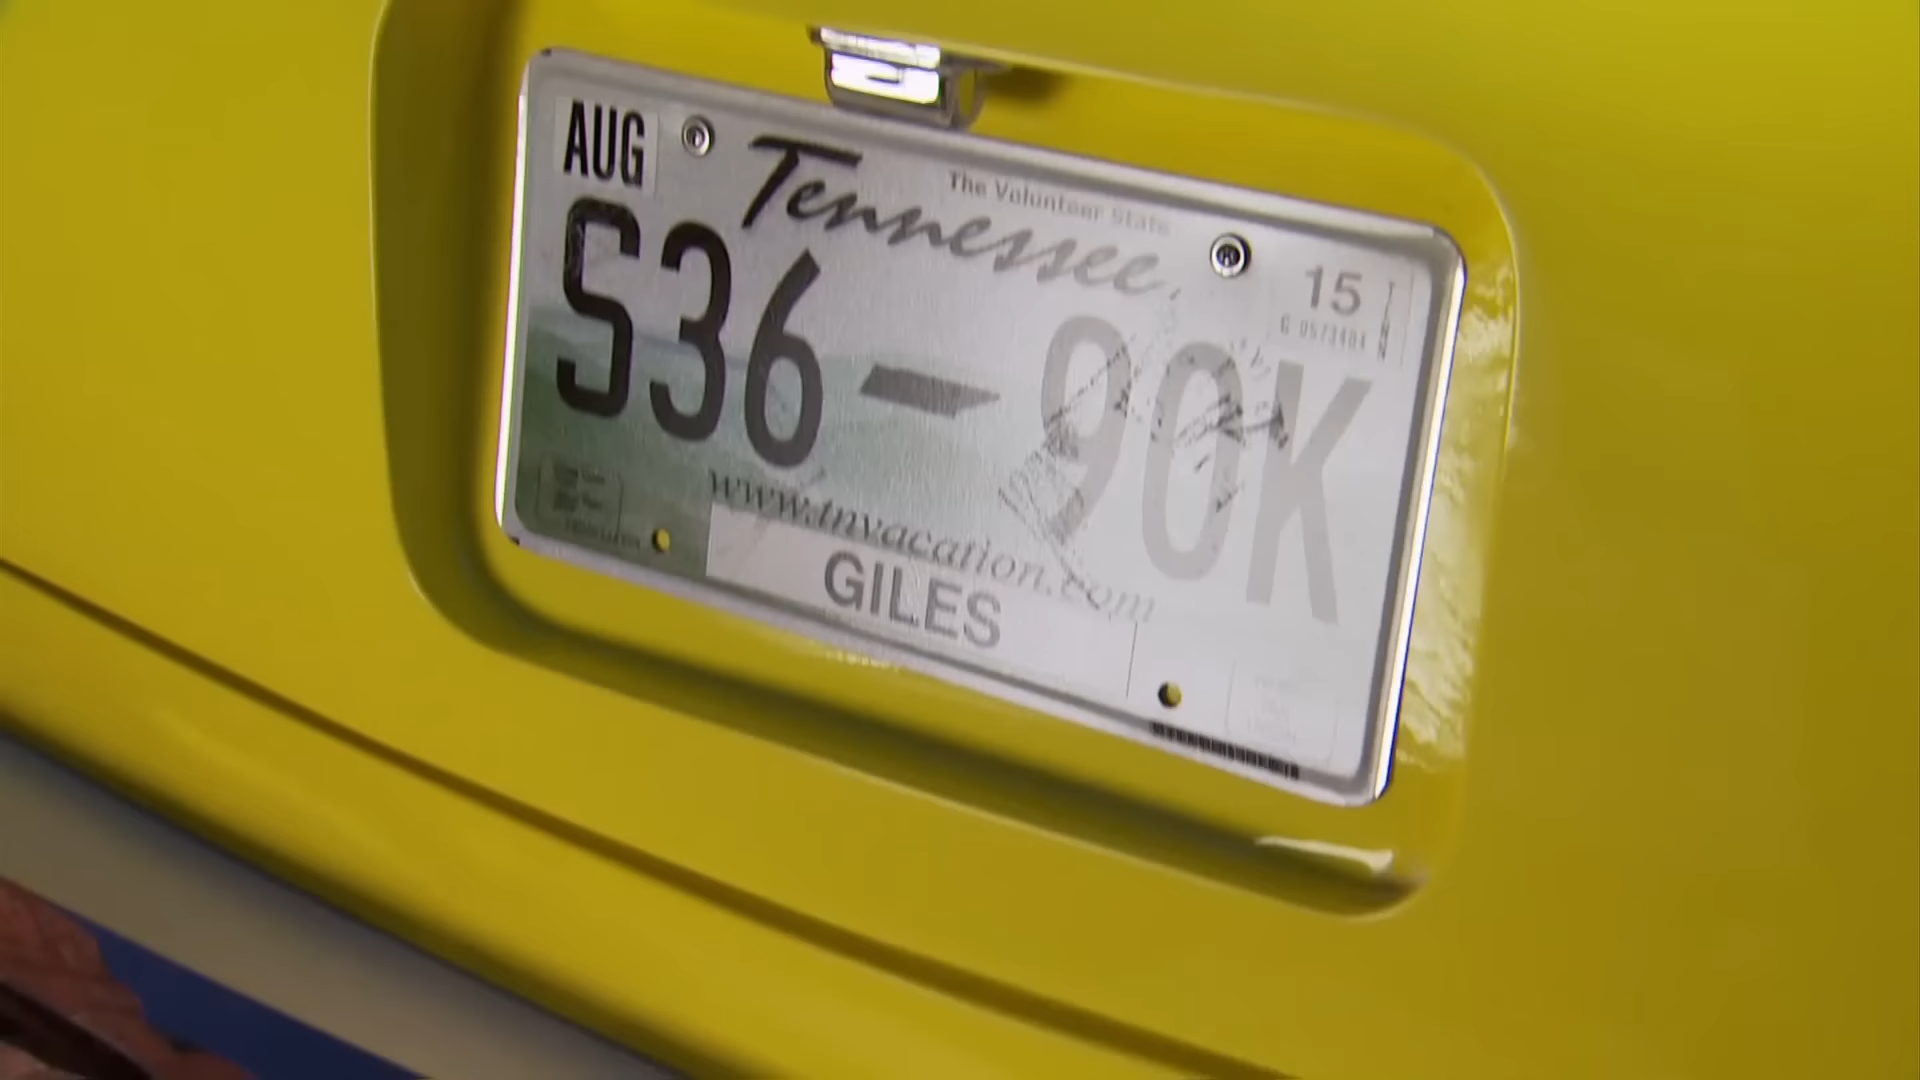 AUG
Tennessee
The Volunteer State
15
S36-90K
www.tnvacation.com
GILES